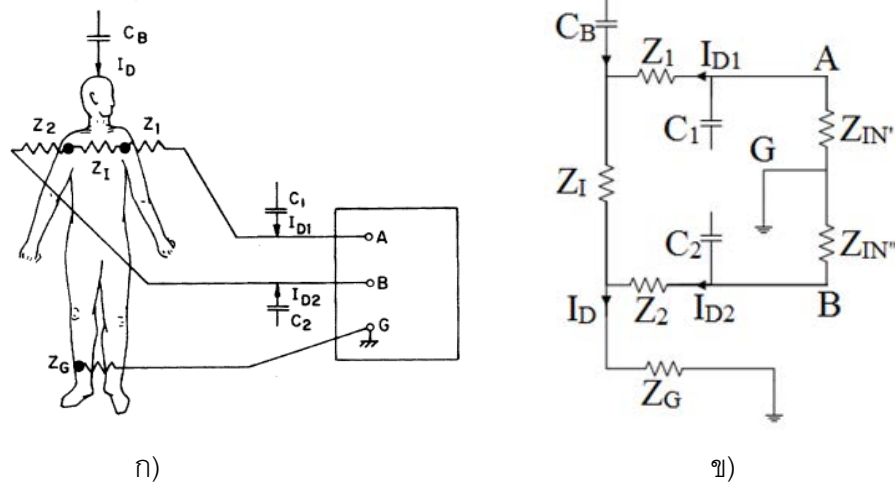 C_B
I_D
Z_2
Z_1
Z_I
C_1
I_D1
A
B
I_D2
C_2
G
Z_G
ก)
C_B
Z_1
I_D1
A
C_1
Z_IN'
G
Z_I
C_2
Z_IN"
I_D
Z_2
I_D2
B
Z_G
ข)